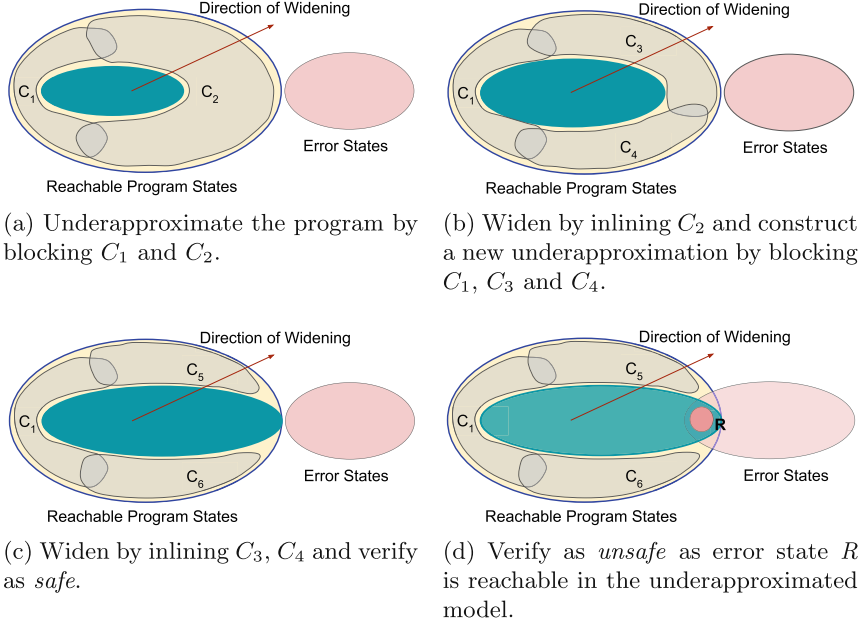 Direction of Widening
C1
C2
Error States
Reachable Program States
(a) Underapproximate the program by
blocking C1 and C2.
Direction of Widening
C3
C1
C4
Error States
Reachable Program States
(b) Widen by inlining C2 and construct
a new underapproximation by blocking
C1, C3 and C4.
Direction of Widening
C5
C1
C6
Error States
Reachable Program States
(c) Widen by inlining C3, C4 and verify
as safe.
Direction of Widening
C5
C1
R
C6
Error States
Reachable Program States
(d) Verify as unsafe as error state R
is reachable in the underapproximated
model.